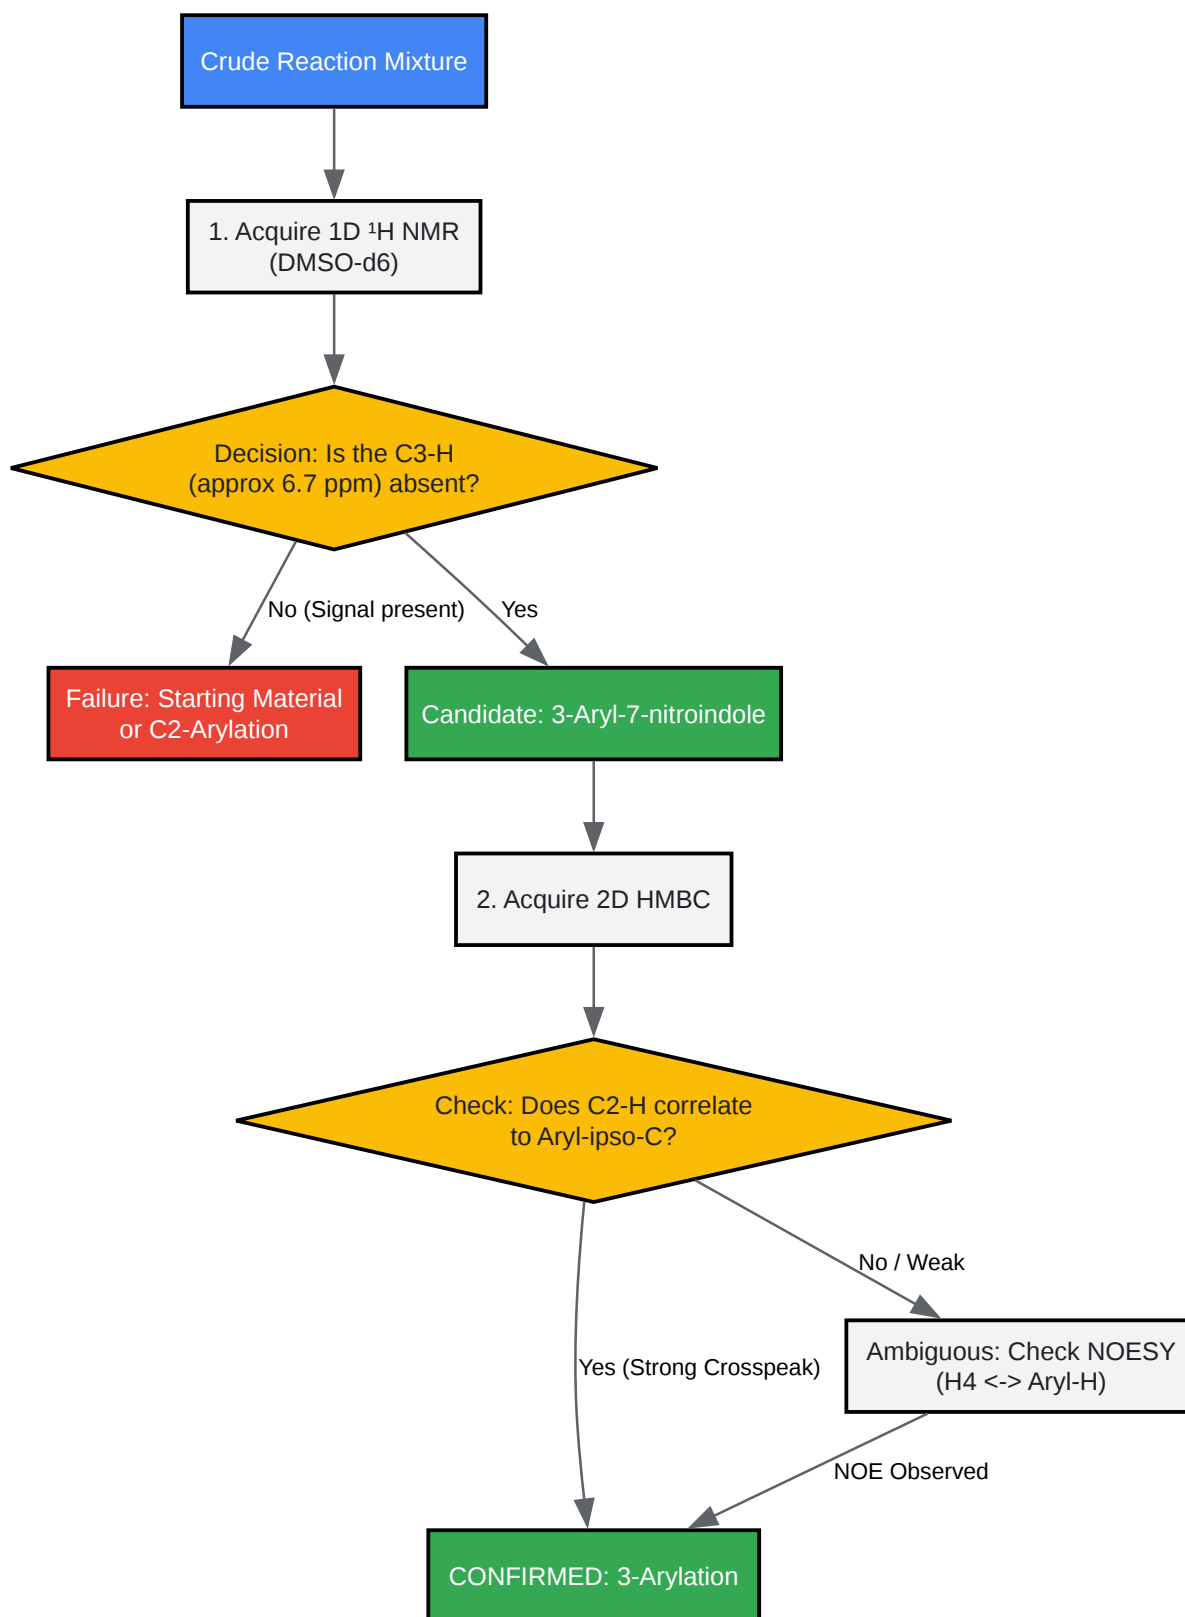 Crude Reaction Mixture
1. Acquire 1D ¹H NMR
(DMSO-d6)
Decision: Is the C3-H
(approx 6.7 ppm) absent?
No (Signal present)
Yes
Failure: Starting Material
or C2-Arylation
Candidate: 3-Aryl-7-nitroindole
2. Acquire 2D HMBC
Check: Does C2-H correlate
to Aryl-ipso-C?
No / Weak
Yes (Strong Crosspeak)
Ambiguous: Check NOESY
(H4 <-> Aryl-H)
NOE Observed
CONFIRMED: 3-Arylation